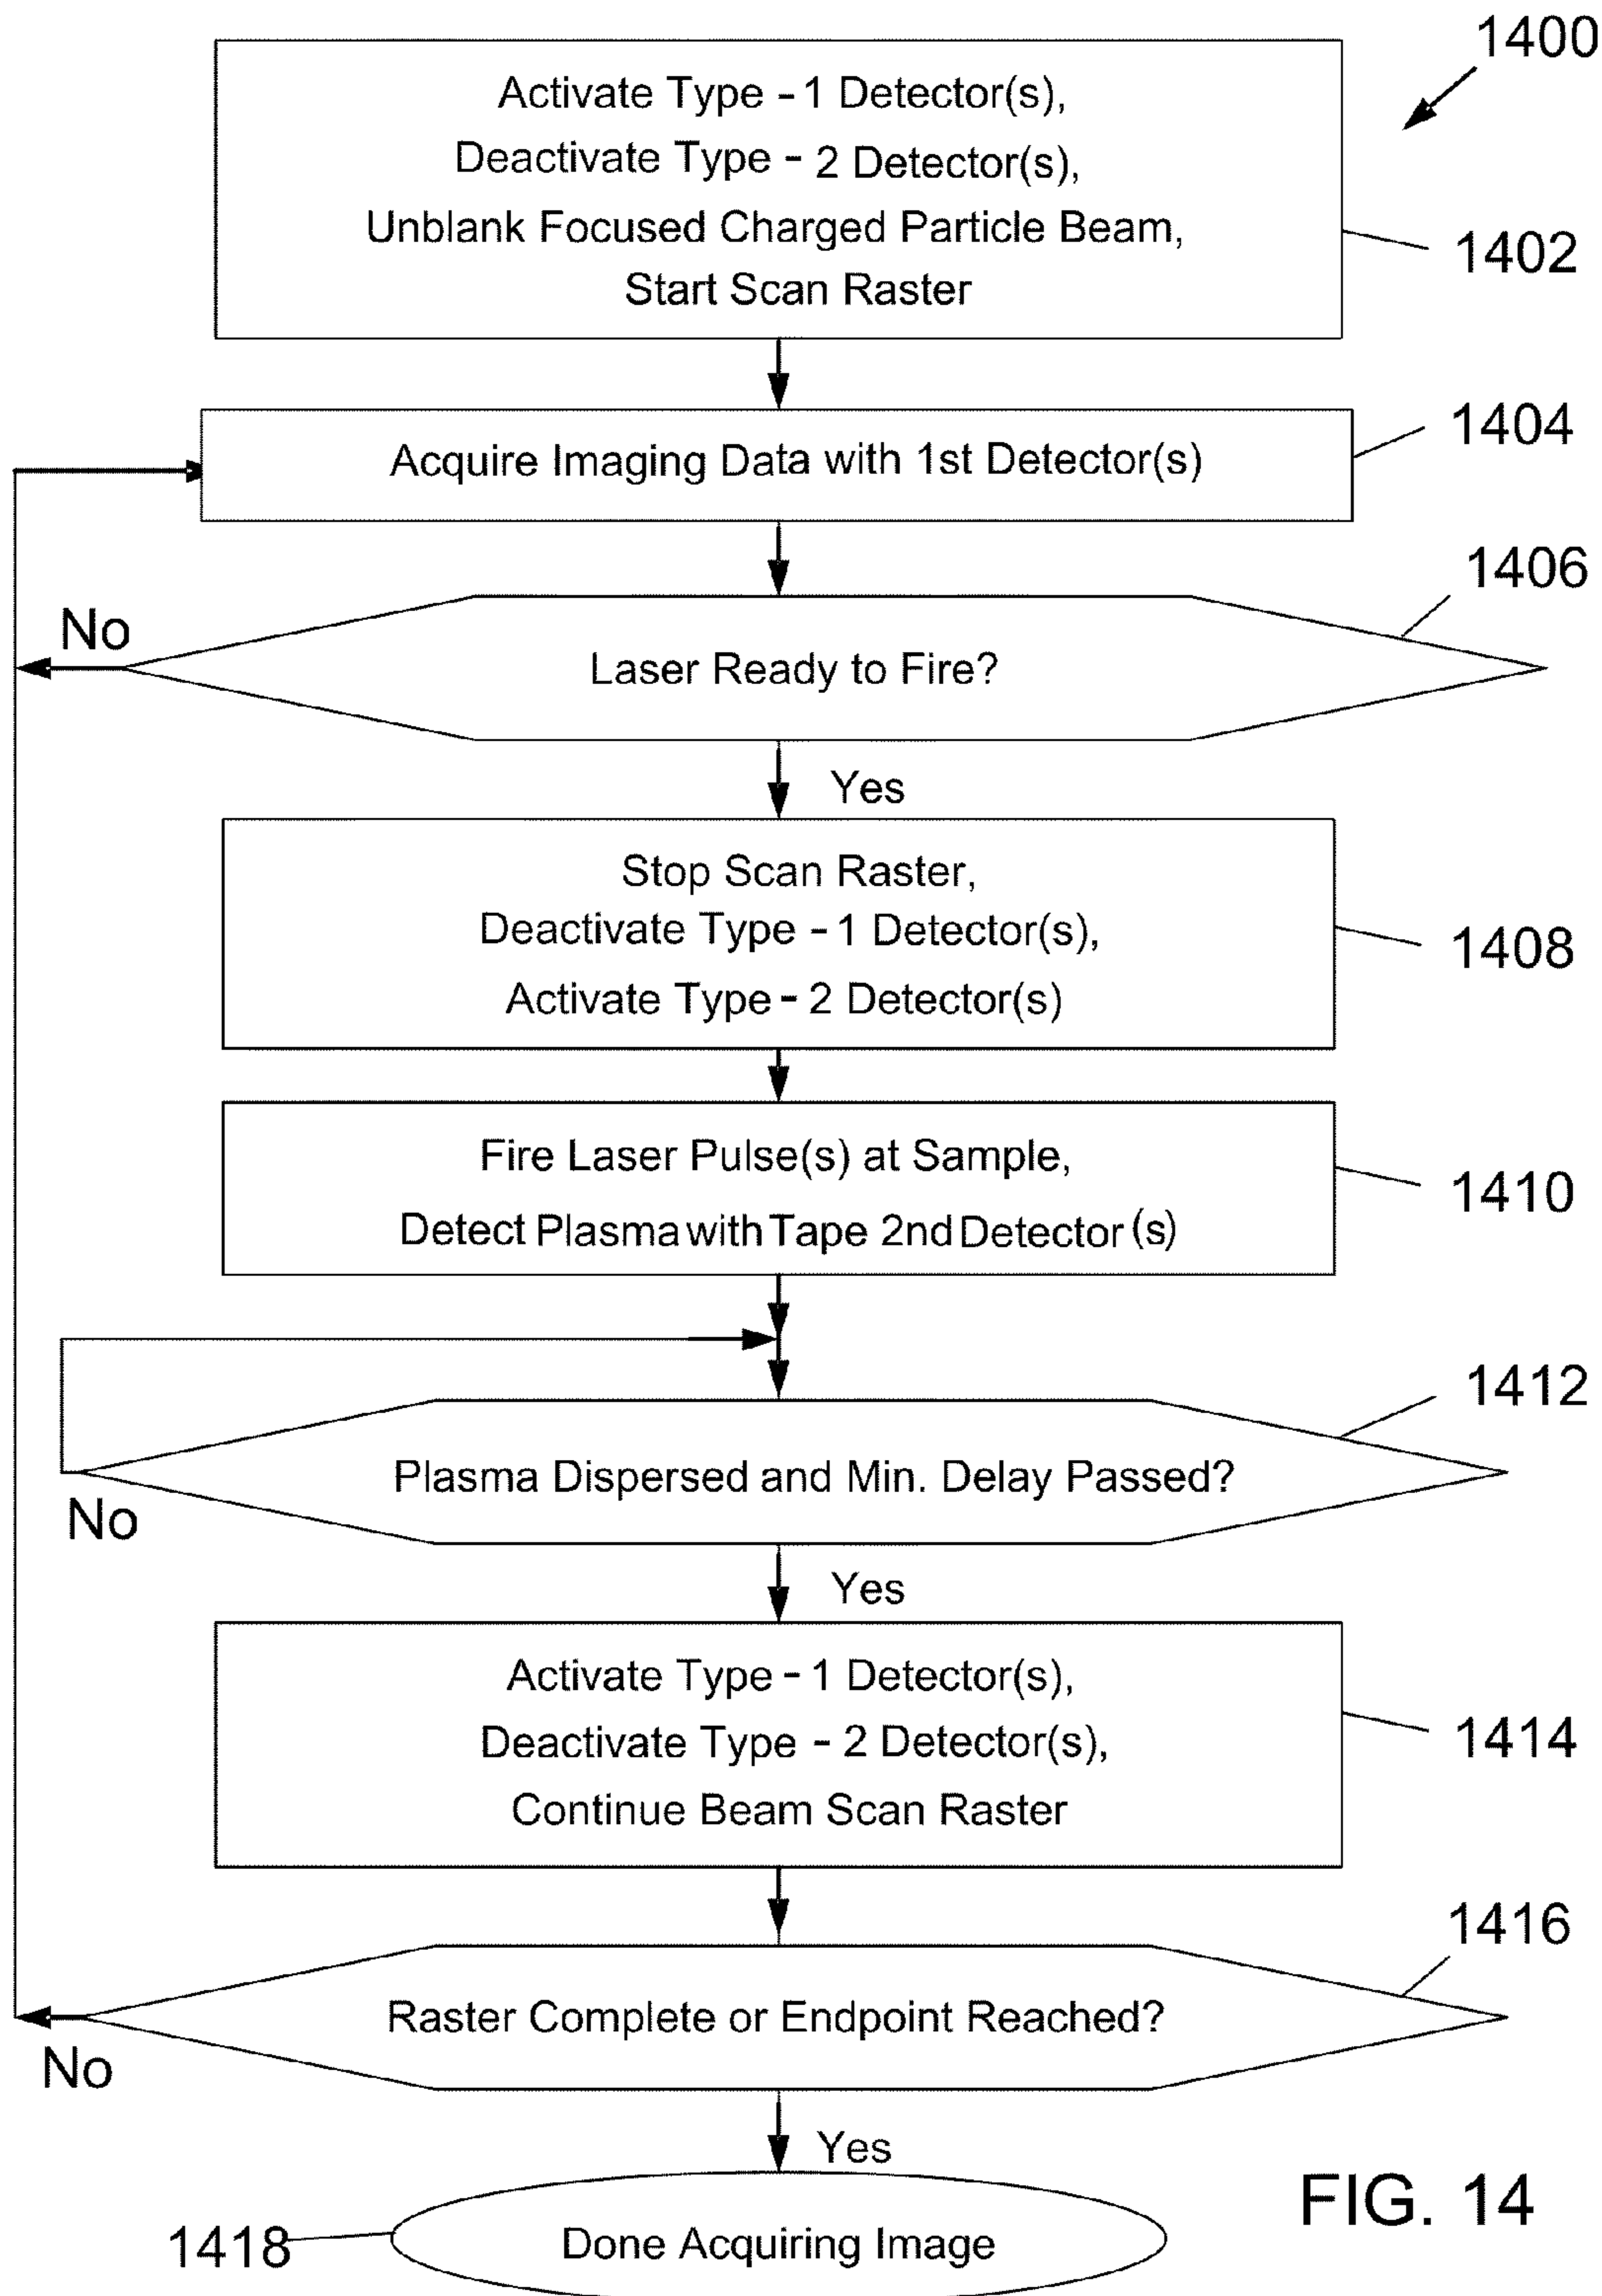 1400
Activate Type - 1 Detector(s),
Deactivate Type - 2 Detector(s),
Unblank Focused Charged Particle Beam,
Start Scan Raster
1402
Acquire Imaging Data with 1st Detector(s)
1404
1406
Laser Ready to Fire?
No
Yes
Stop Scan Raster,
Deactivate Type - 1 Detector(s),
Activate Type - 2 Detector(s)
1408
Fire Laser Pulse(s) at Sample,
Detect Plasma with Tape 2nd Detector (s)
1410
1412
Plasma Dispersed and Min. Delay Passed?
No
Yes
Activate Type - 1 Detector(s),
Deactivate Type - 2 Detector(s),
Continue Beam Scan Raster
1414
1416
Raster Complete or Endpoint Reached?
No
Yes
Done Acquiring Image
1418
FIG. 14